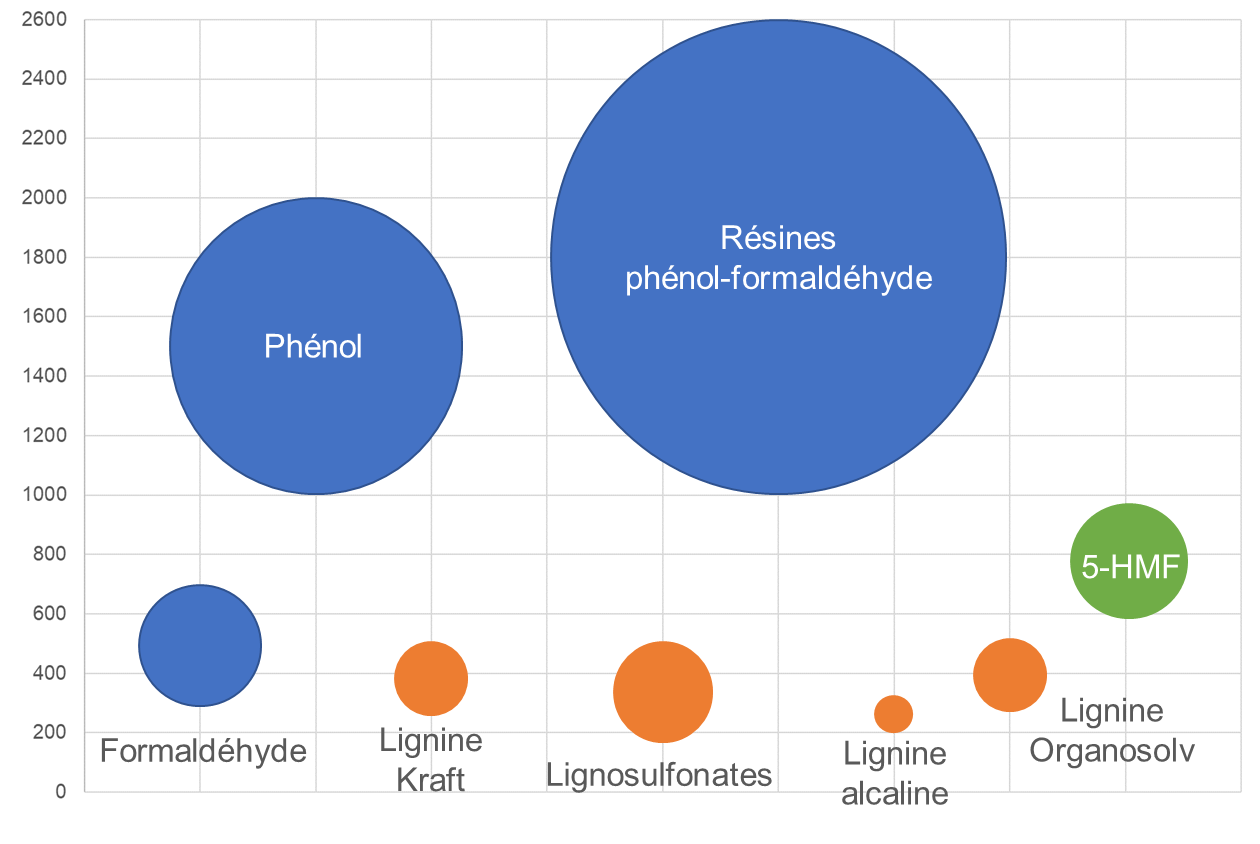 2600
2400
2200
2000
1800
1600
1400
1200
1000
800
600
400
200
0
Résines
phénol-formaldéhyde
Phénol
5-HMF
Formaldéhyde
Lignine
Kraft
Lignosulfonates
Lignine
alcaline
Lignine
Organosolv